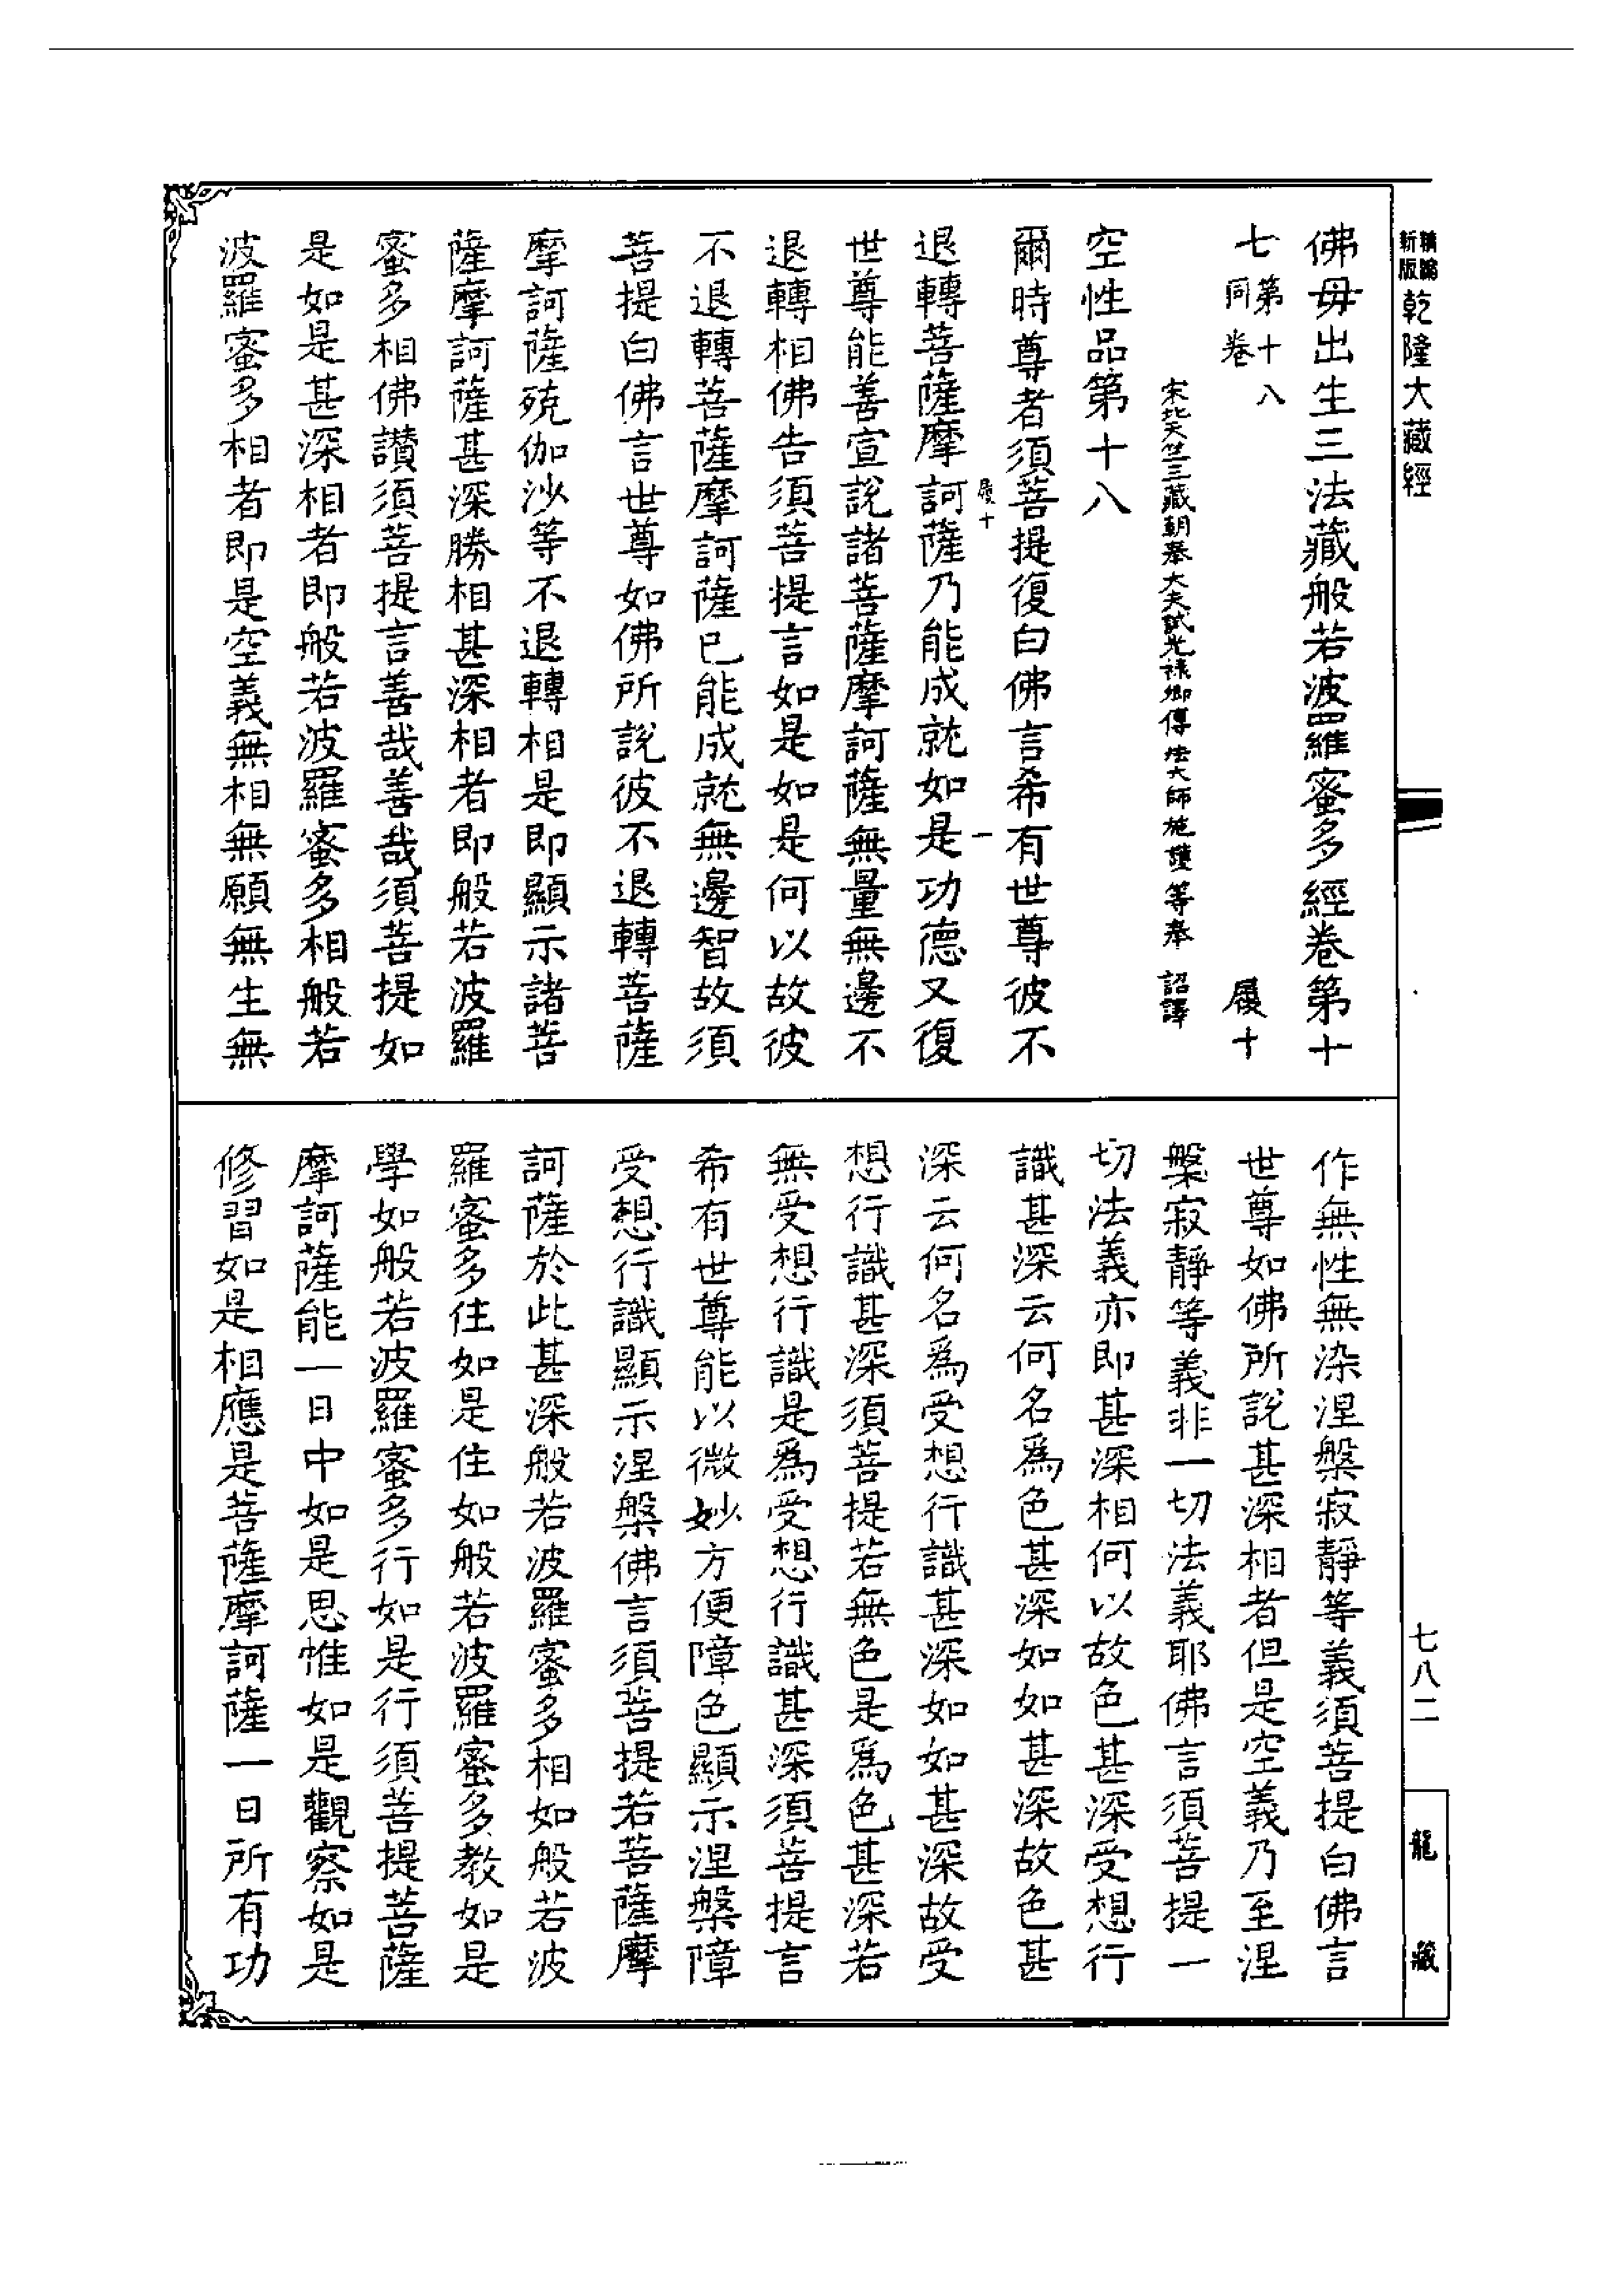 新版
精編
乾隆大藏經
佛母出生三法藏般若波羅蜜多經卷第十
七
第十八
同卷
履十
宋北天竺三藏朝奉大夫試光祿卿傳法大師施護等奉 詔譯
空性品第十八
爾時尊者須菩提復白佛言希有世尊彼不
履十
一
退轉菩薩摩訶薩乃能成就如是功德又復
世尊能善宣說諸菩薩摩訶薩無量無邊不
退轉相佛告須菩提言如是如是何以故彼
不退轉菩薩摩訶薩已能成就無邊智故須
菩提白佛言世尊如佛所說彼不退轉菩薩
摩訶薩殑伽沙等不退轉相是即顯示諸菩
薩摩訶薩甚深勝相甚深相者即般若波羅
蜜多相佛讚須菩提言善哉善哉須菩提如
是如是甚深相者即般若波羅蜜多相般若
波羅蜜多相者即是空義無相無願無生無
作無性無染涅槃寂靜等義須菩提白佛言
世尊如佛所說甚深相者但是空義乃至涅
槃寂靜等義非一切法義耶佛言須菩提一
切法義亦即甚深相何以故色甚深受想行
識甚深云何名為色甚深如如甚深故色甚
深云何名為受想行識甚深如如甚深故受
想行識甚深須菩提若無色是為色甚深若
無受想行識是為受想行識甚深須菩提言
希有世尊能以微妙方便障色顯示涅槃障
受想行識顯示涅槃佛言須菩提若菩薩摩
訶薩於此甚深般若波羅蜜多相如般若波
羅蜜多住如是住如般若波羅蜜多教如是
學如般若波羅蜜多行如是行須菩提菩薩
摩訶薩能一日中如是思惟如是觀察如是
修習如是相應是菩薩摩訶薩一日所有功
七八二
龍藏